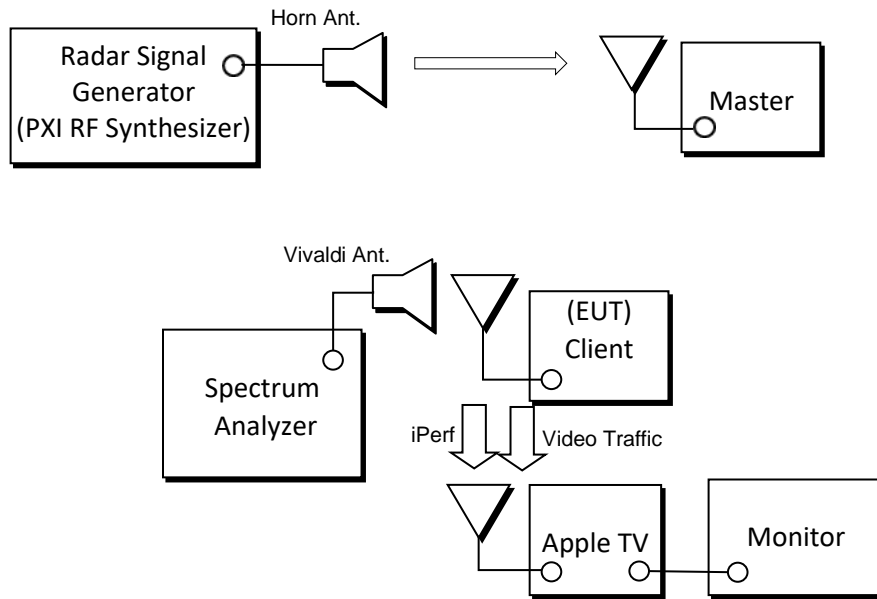 Horn Ant.
Radar Signal
Generator
(PXI RF Synthesizer)
Master
Vivaldi Ant.
(EUT)
Client
Spectrum
Analyzer
iPerf
Video Traffic
Apple TV
Monitor